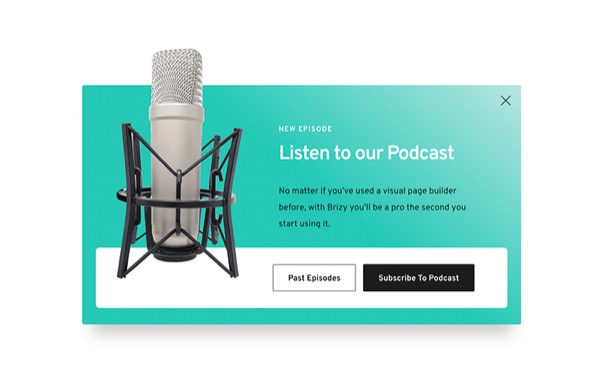 NEW EPISODE
Listen to our Podcast
No matter if you've used a visual page builder
before, with Brizy you'll be a pro the second you
start using it.
Past Episodes
Subscribe To Podcast